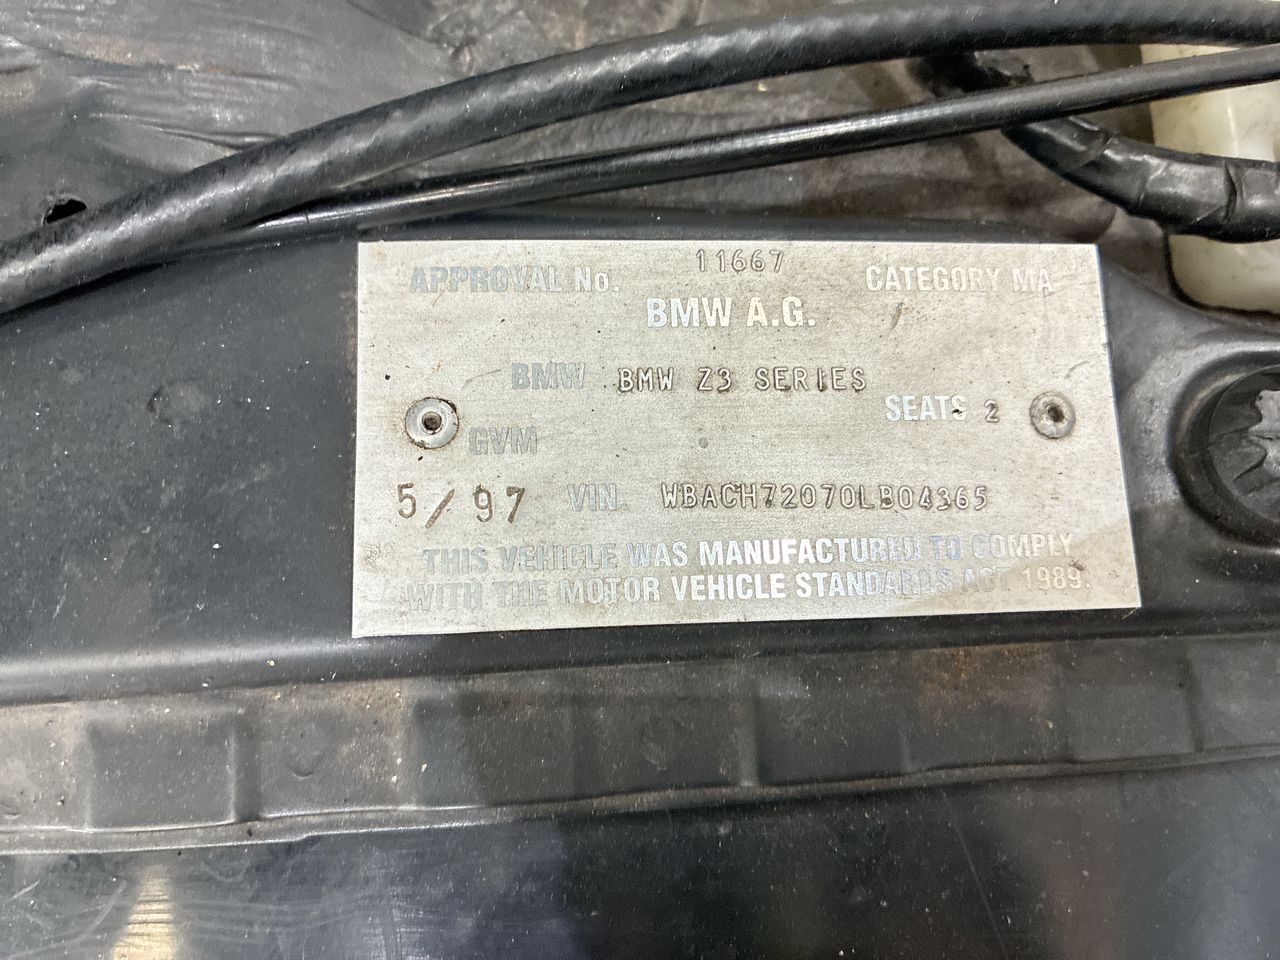 APPROVAL No. 11667 CATEGORY MA
BMW A.G.
BMW BMW Z3 SERIES
SEATS 2
GVM
5/97 VIN. WBACH72070LB04365
THIS VEHICLE WAS MANUFACTURED TO COMPLY
WITH THE MOTOR VEHICLE STANDARDS ACT 1989.